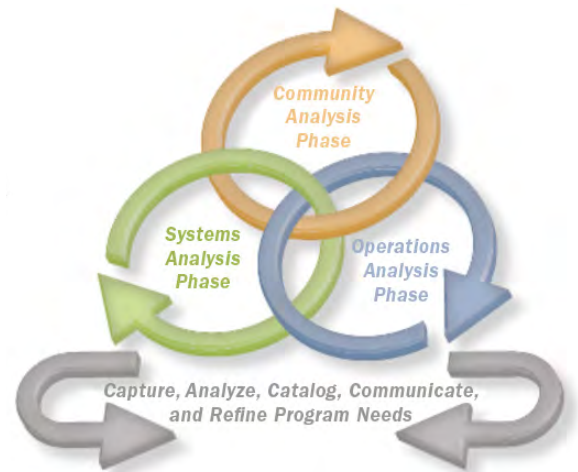 Community
Analysis
Phase
Systems
Analysis
Phase
Operations
Analysis
Phase
Capture, Analyze, Catalog, Communicate,
and Refine Program Needs